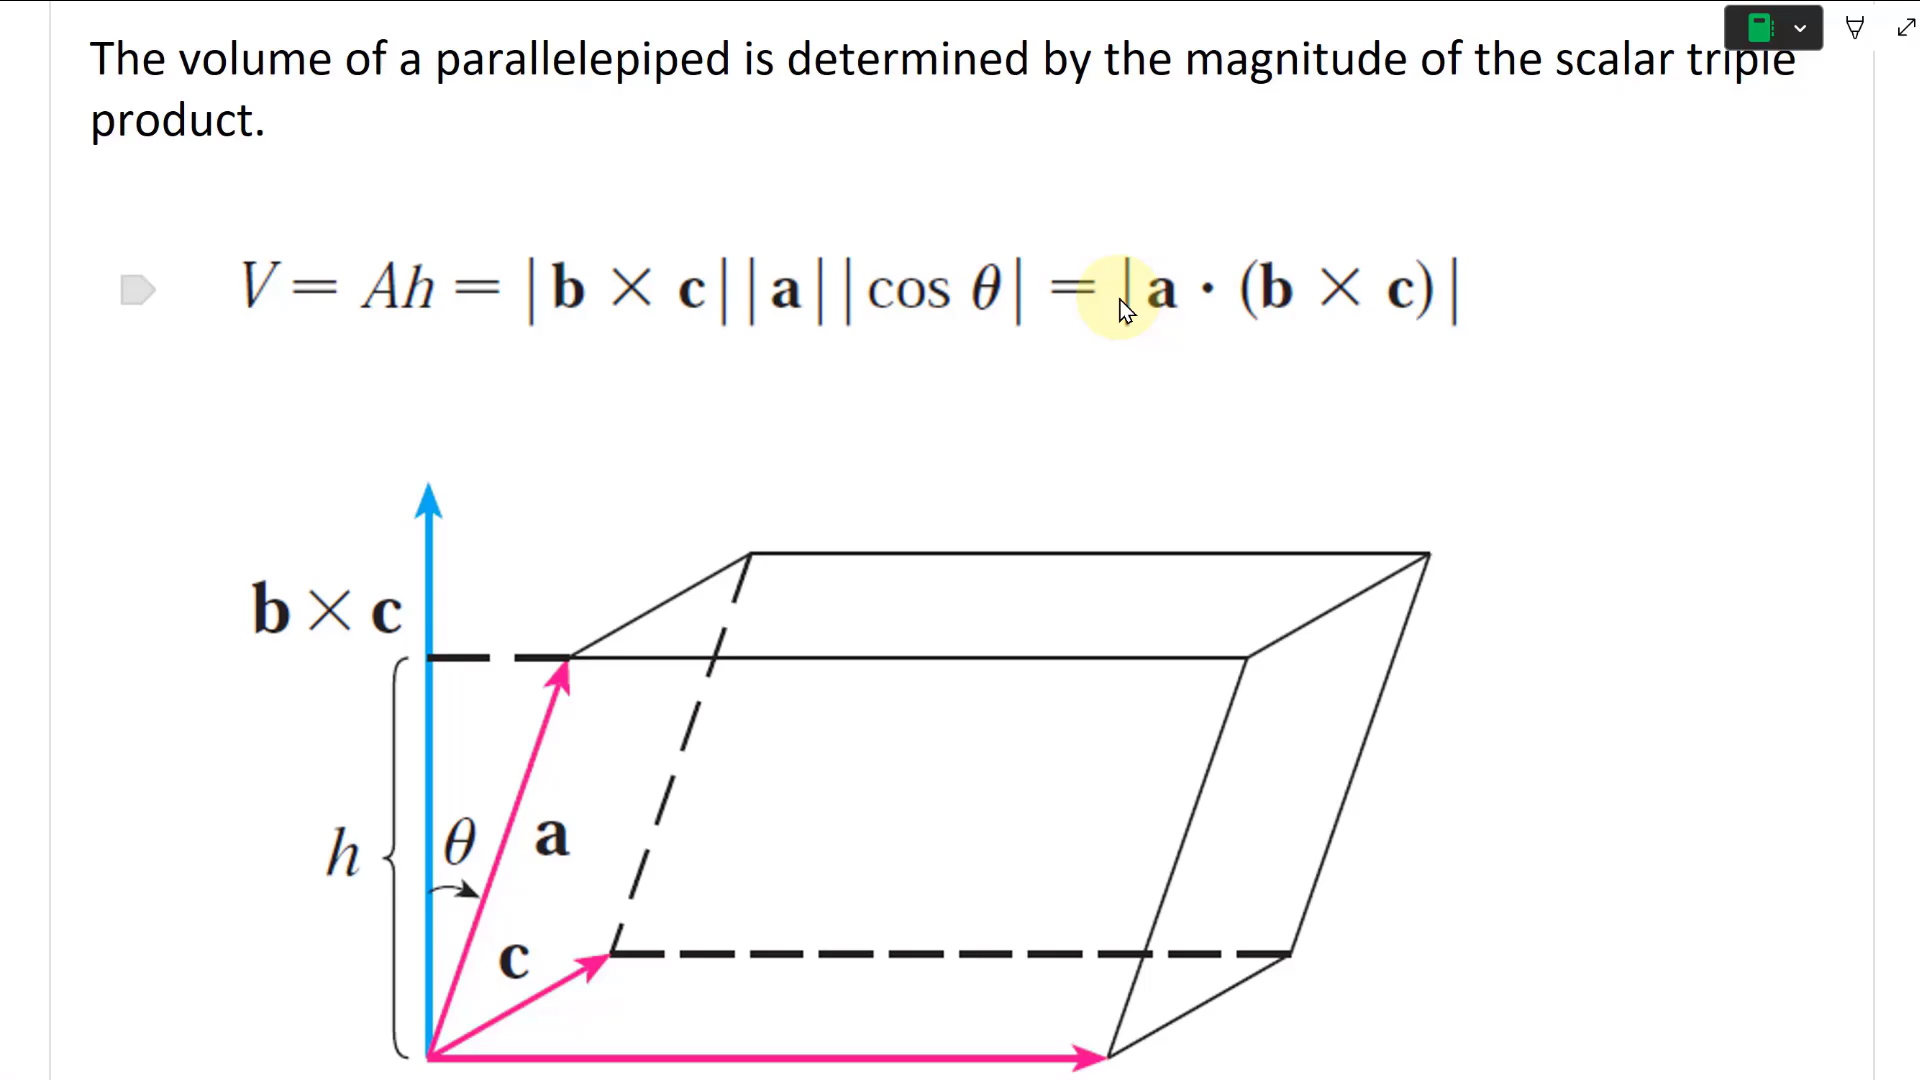 The volume of a parallelepiped is determined by the magnitude of the scalar triple
product.
V = Ah = |b × c||a||cos θ| = |a · (b × c)|
b × c
h
θ
a
c